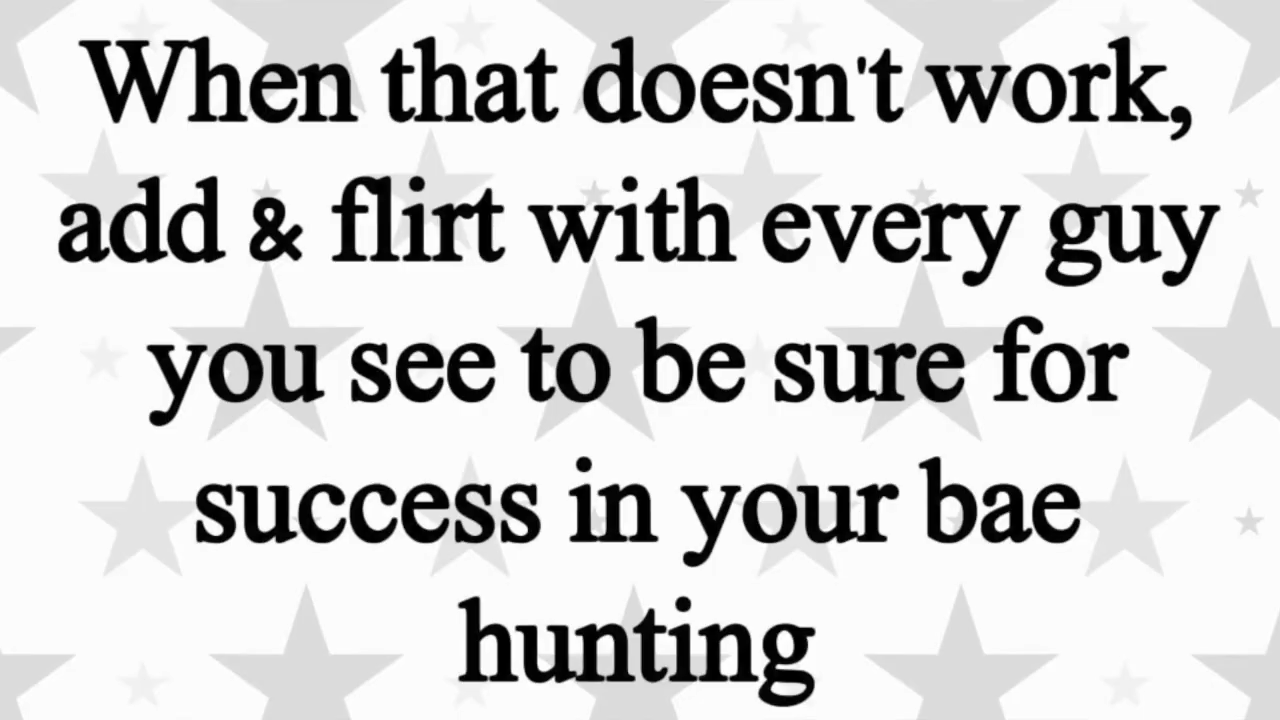 When that doesn't work,
add & flirt with every guy
you see to be sure for
success in your bae
hunting